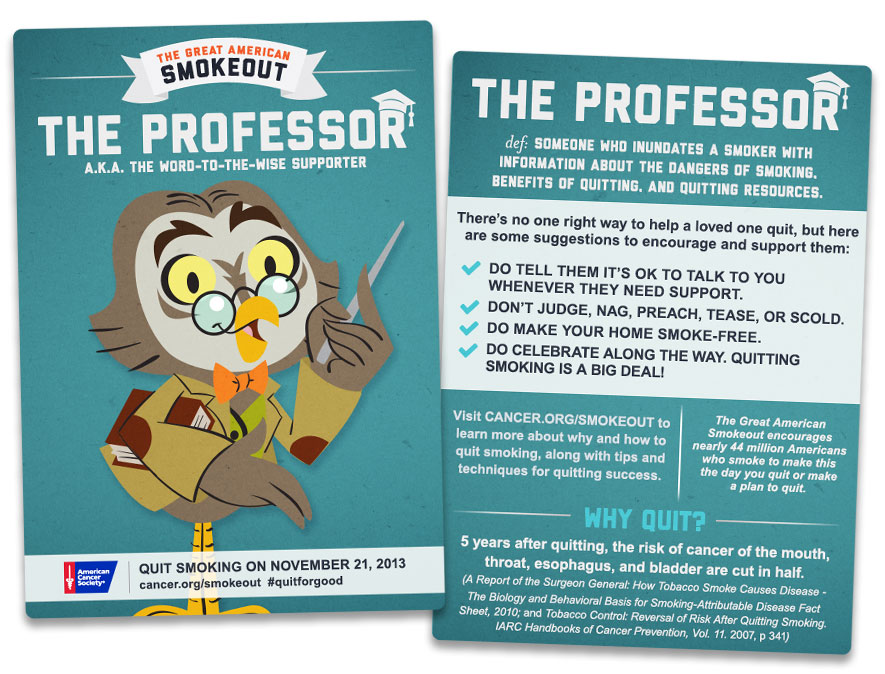 THE GREAT AMERICAN
SMOKEOUT
THE PROFESSOR
A.K.A. THE WORD-TO-THE-WISE SUPPORTER
American
Cancer
Society®
QUIT SMOKING ON NOVEMBER 21, 2013
cancer.org/smokeout #quitforgood
THE PROFESSOR
def: SOMEONE WHO INUNDATES A SMOKER WITH
INFORMATION ABOUT THE DANGERS OF SMOKING,
BENEFITS OF QUITTING, AND QUITTING RESOURCES.
There's no one right way to help a loved one quit, but here
are some suggestions to encourage and support them:
DO TELL THEM IT'S OK TO TALK TO YOU
WHENEVER THEY NEED SUPPORT.
DON'T JUDGE, NAG, PREACH, TEASE, OR SCOLD.
DO MAKE YOUR HOME SMOKE-FREE.
DO CELEBRATE ALONG THE WAY. QUITTING
SMOKING IS A BIG DEAL!
Visit CANCER.ORG/SMOKEOUT to
learn more about why and how to
quit smoking, along with tips and
techniques for quitting success.
The Great American
Smokeout encourages
nearly 44 million Americans
who smoke to make this
the day you quit or make
a plan to quit.
WHY QUIT?
5 years after quitting, the risk of cancer of the mouth,
throat, esophagus, and bladder are cut in half.
(A Report of the Surgeon General: How Tobacco Smoke Causes Disease -
The Biology and Behavioral Basis for Smoking-Attributable Disease Fact
Sheet, 2010; and Tobacco Control: Reversal of Risk After Quitting Smoking.
IARC Handbooks of Cancer Prevention, Vol. 11. 2007, p 341)